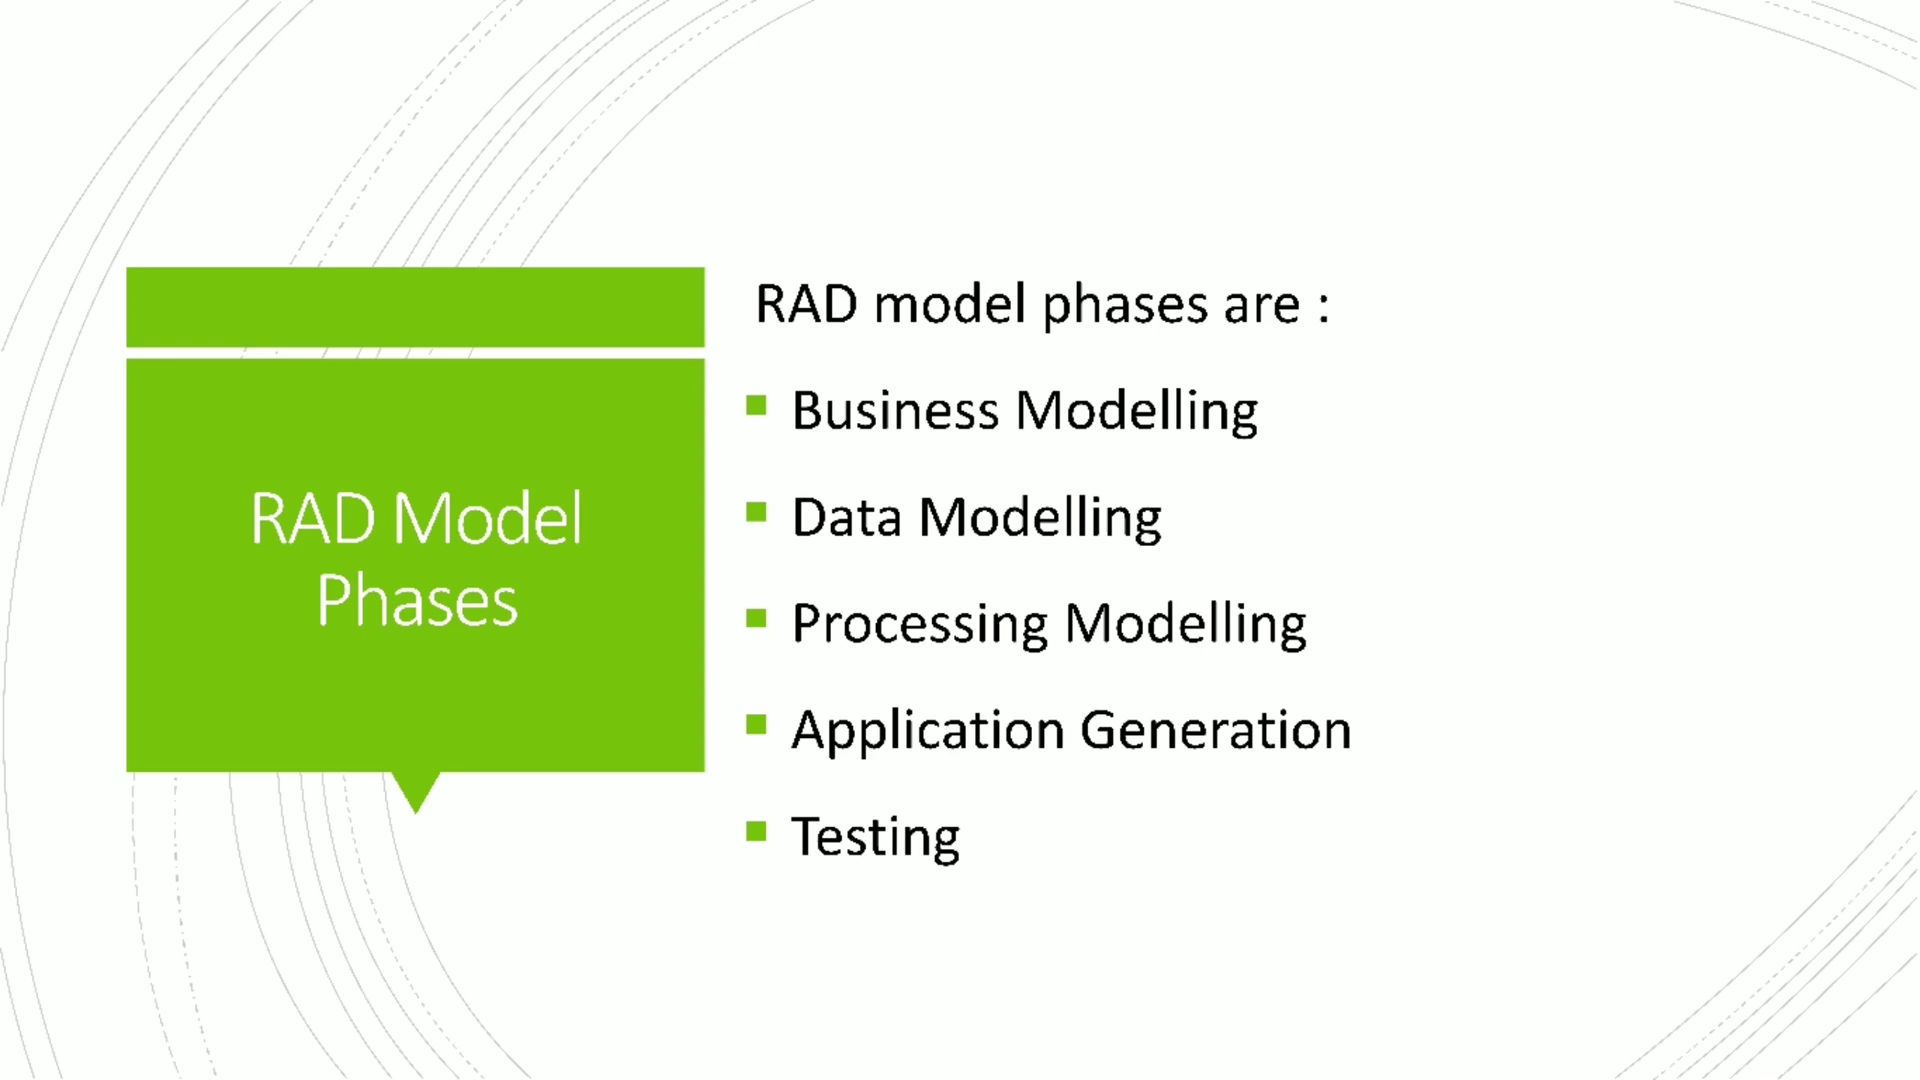 RAD Model
Phases
RAD model phases are :
Business Modelling
Data Modelling
Processing Modelling
Application Generation
Testing